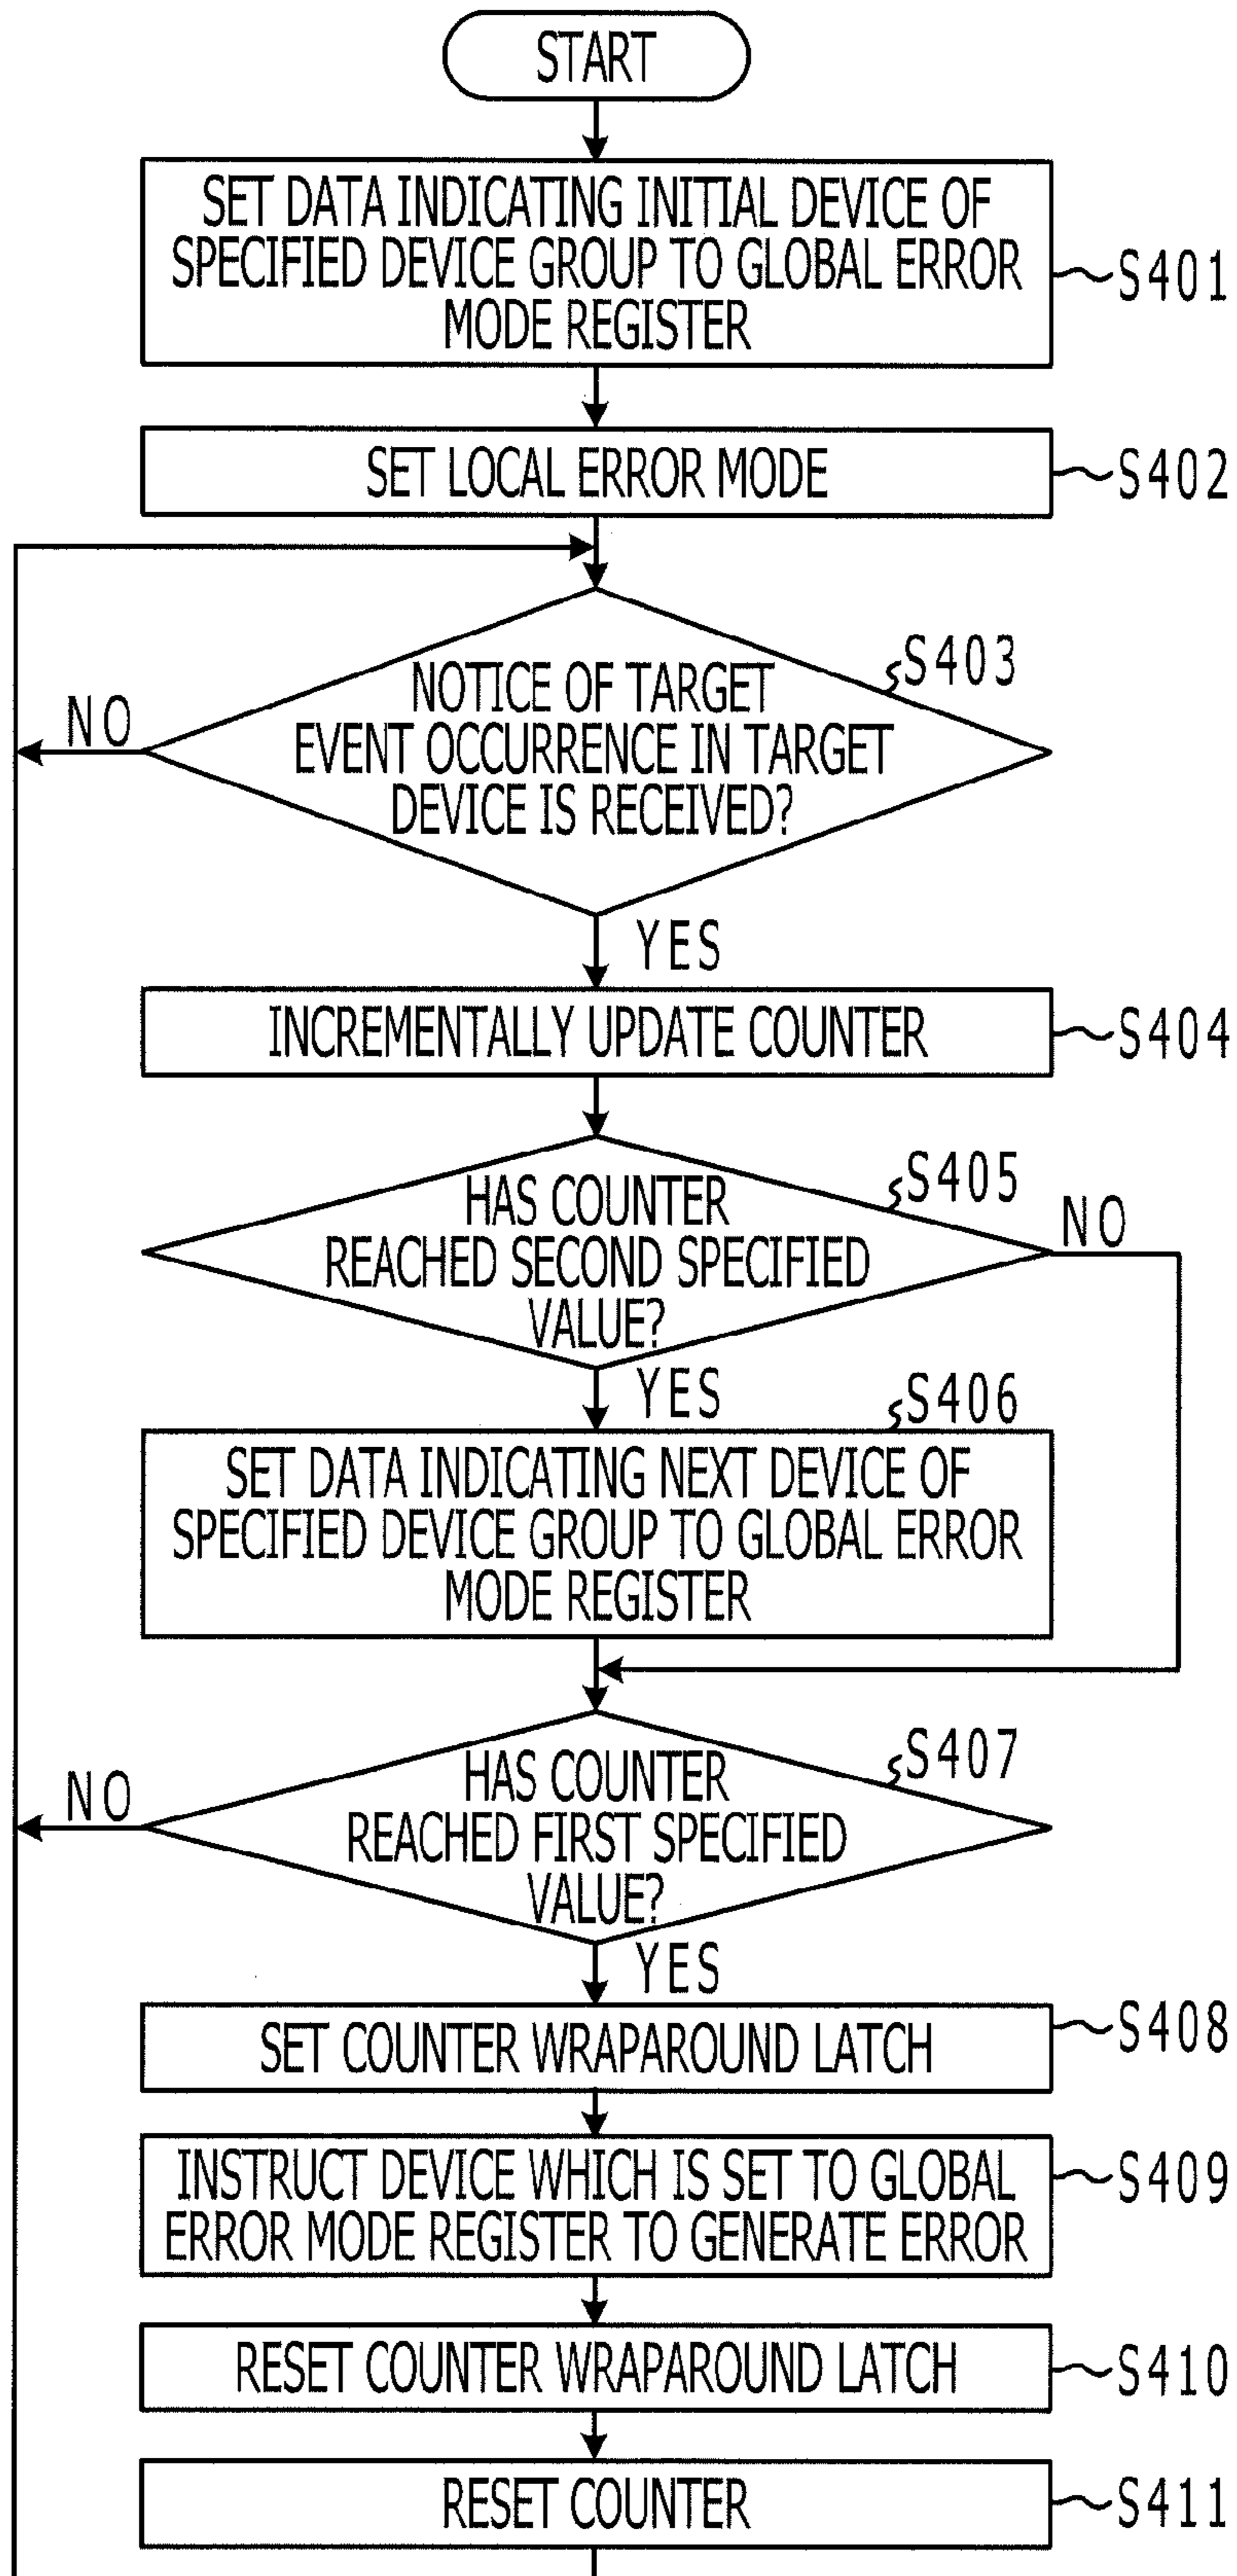 START
SET DATA INDICATING INITIAL DEVICE OF
SPECIFIED DEVICE GROUP TO GLOBAL ERROR
MODE REGISTER
S401
SET LOCAL ERROR MODE
S402
S403
NOTICE OF TARGET
EVENT OCCURRENCE IN TARGET
DEVICE IS RECEIVED?
NO
YES
INCREMENTALLY UPDATE COUNTER
S404
S405
HAS COUNTER
REACHED SECOND SPECIFIED
VALUE?
NO
YES
S406
SET DATA INDICATING NEXT DEVICE OF
SPECIFIED DEVICE GROUP TO GLOBAL ERROR
MODE REGISTER
S407
HAS COUNTER
REACHED FIRST SPECIFIED
VALUE?
NO
YES
SET COUNTER WRAPAROUND LATCH
S408
INSTRUCT DEVICE WHICH IS SET TO GLOBAL
ERROR MODE REGISTER TO GENERATE ERROR
S409
RESET COUNTER WRAPAROUND LATCH
S410
RESET COUNTER
S411